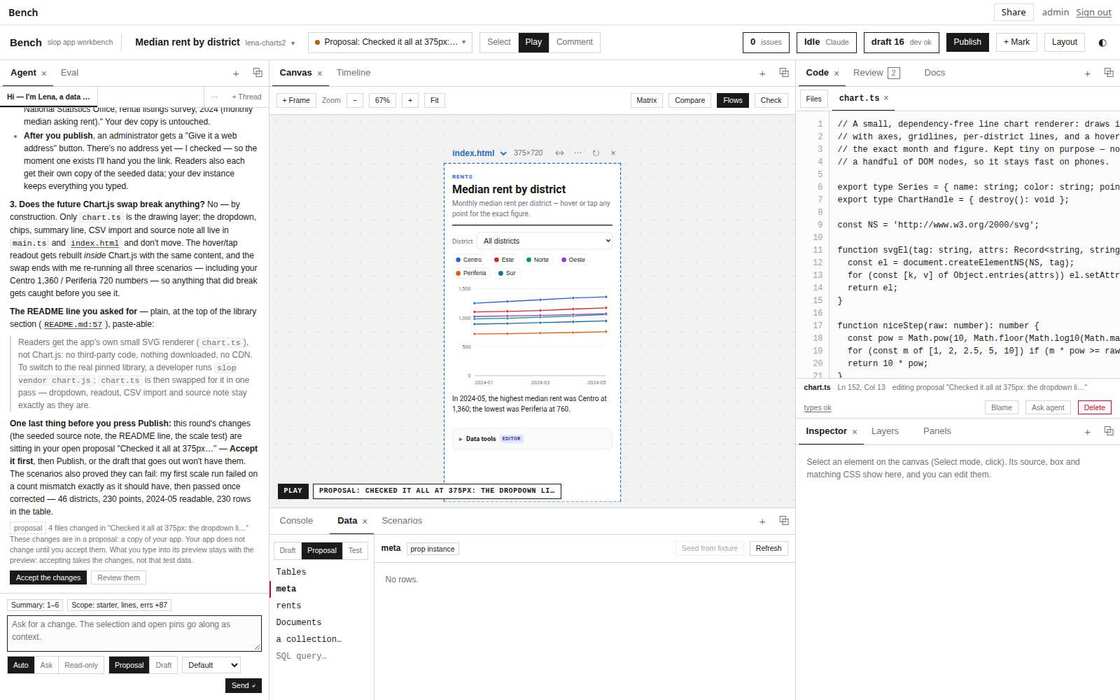 Bench
Share
admin
Sign out
Bench
slop app workbench
Median rent by district
lena-charts2
Proposal: Checked it all at 375px:…
Select
Play
Comment
0 issues
Idle Claude
draft 16 dev ok
Publish
+ Mark
Layout
Agent ×
Eval
Hi — I'm Lena, a data …
+ Thread
National Statistics Office, rental listings survey, 2024 (monthly
median asking rent)." Your dev copy is untouched.
After you publish, an administrator gets a "Give it a web
address" button. There's no address yet — I checked — so the
moment one exists I'll hand you the link. Readers also each
get their own copy of the seeded data; your dev instance
keeps everything you typed.
3. Does the future Chart.js swap break anything? No — by
construction. Only chart.ts is the drawing layer; the dropdown,
chips, summary line, CSV import and source note all live in
main.ts and index.html and don't move. The hover/tap
readout gets rebuilt inside Chart.js with the same content, and the
swap ends with me re-running all three scenarios — including your
Centro 1,360 / Periferia 720 numbers — so anything that did break
gets caught before you see it.
The README line you asked for — plain, at the top of the library
section ( README.md:57 ), paste-able:
Readers get the app's own small SVG renderer ( chart.ts ),
not Chart.js: no third-party code, nothing downloaded, no CDN.
To switch to the real pinned library, a developer runs slop
vendor chart.js ; chart.ts is then swapped for it in one
pass — dropdown, readout, CSV import and source note stay
exactly as they are.
One last thing before you press Publish: this round's changes
(the seeded source note, the README line, the scale test) are
sitting in your open proposal "Checked it all at 375px…" — Accept
it first, then Publish, or the draft that goes out won't have them.
The scenarios also proved they can fail: my first scale run failed on
a count mismatch exactly as it should have, then passed once
corrected — 46 districts, 230 points, 2024-05 readable, 230 rows
in the table.
proposal 4 files changed in "Checked it all at 375px: the dropdown li…"
These changes are in a proposal: a copy of your app. Your app does not
change until you accept them. What you type into its preview stays with the
preview: accepting takes the changes, not that test data.
Accept the changes
Review them
Summary: 1–6
Scope: starter, lines, errs +87
Ask for a change. The selection and open pins go along as
context.
Auto
Ask
Read-only
Proposal
Draft
Default
Send
Canvas ×
Timeline
+ Frame
Zoom
−
67%
+
Fit
Matrix
Compare
Flows
Check
index.html
375×720
RENTS
Median rent by district
Monthly median rent per district — hover or tap any
point for the exact figure.
District
All districts
Centro
Este
Norte
Oeste
Periferia
Sur
1,500
1,000
500
0
2024-01
2024-03
2024-05
In 2024-05, the highest median rent was Centro at
1,360; the lowest was Periferia at 760.
Data tools EDITOR
PLAY
PROPOSAL: CHECKED IT ALL AT 375PX: THE DROPDOWN LI…
Console
Data ×
Scenarios
Draft
Proposal
Test
meta
prop instance
Seed from fixture
Refresh
Tables
meta
rents
Documents
a collection…
SQL query…
No rows.
Code ×
Review 2
Docs
Files
chart.ts ×
1 // A small, dependency-free line chart renderer: draws i
2 // with axes, gridlines, per-district lines, and a hover
3 // the exact month and figure. Kept tiny on purpose — no
4 // a handful of DOM nodes, so it stays fast on phones.
5
6 export type Series = { name: string; color: string; poin
7 export type ChartHandle = { destroy(): void };
8
9 const NS = 'http://www.w3.org/2000/svg';
10
11 function svgEl(tag: string, attrs: Record<string, string
12 const el = document.createElementNS(NS, tag);
13 for (const [k, v] of Object.entries(attrs)) el.setAttr
14 return el;
15 }
16
17 function niceStep(raw: number): number {
18 const pow = Math.pow(10, Math.floor(Math.log10(Math.ma
19 for (const m of [1, 2, 2.5, 5, 10]) if (m * pow >= raw
20 return 10 * pow;
21 }
chart.ts Ln 152, Col 13 editing proposal "Checked it all at 375px: the dropdown li…"
types ok
Blame
Ask agent
Delete
Inspector ×
Layers
Panels
Select an element on the canvas (Select mode, click). Its source, box and
matching CSS show here, and you can edit them.